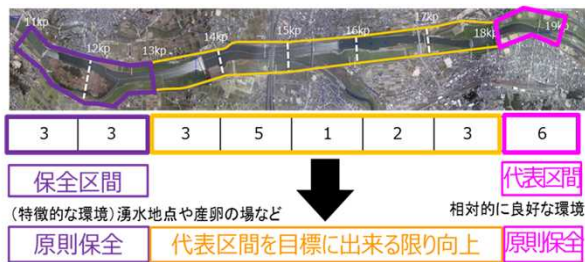 11kp 12kp 13kp 14kp 15kp 16kp 17kp 18kp 19kp
3 3 3 5 1 2 3 6
保全区間 代表区間
(特徴的な環境)湧水地点や産卵の場など 相対的に良好な環境
原則保全 代表区間を目標に出来る限り向上 原則保全